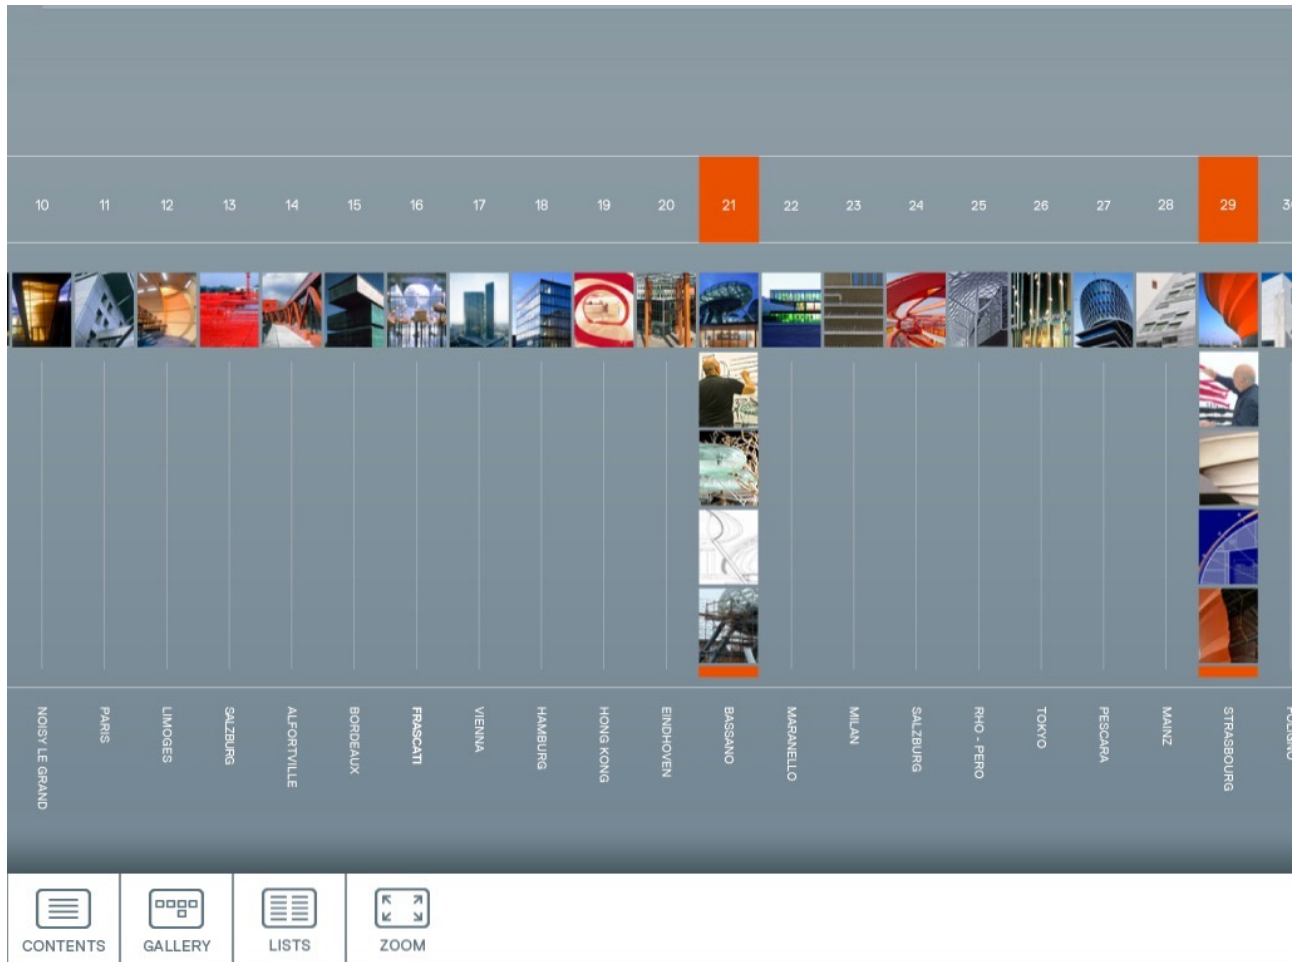 10 11 12 13 14 15 16 17 18 19 20 21 22 23 24 25 26 27 28 29
NOISY LE GRAND
PARIS
LIMOGES
SALZBURG
ALFORTVILLE
BORDEAUX
FRASCATI
VIENNA
HAMBURG
HONG KONG
EINDHOVEN
BASSANO
MARANELLO
MILAN
SALZBURG
RHO - PERO
TOKYO
PESCARA
MAINZ
STRASBOURG
CONTENTS GALLERY LISTS ZOOM